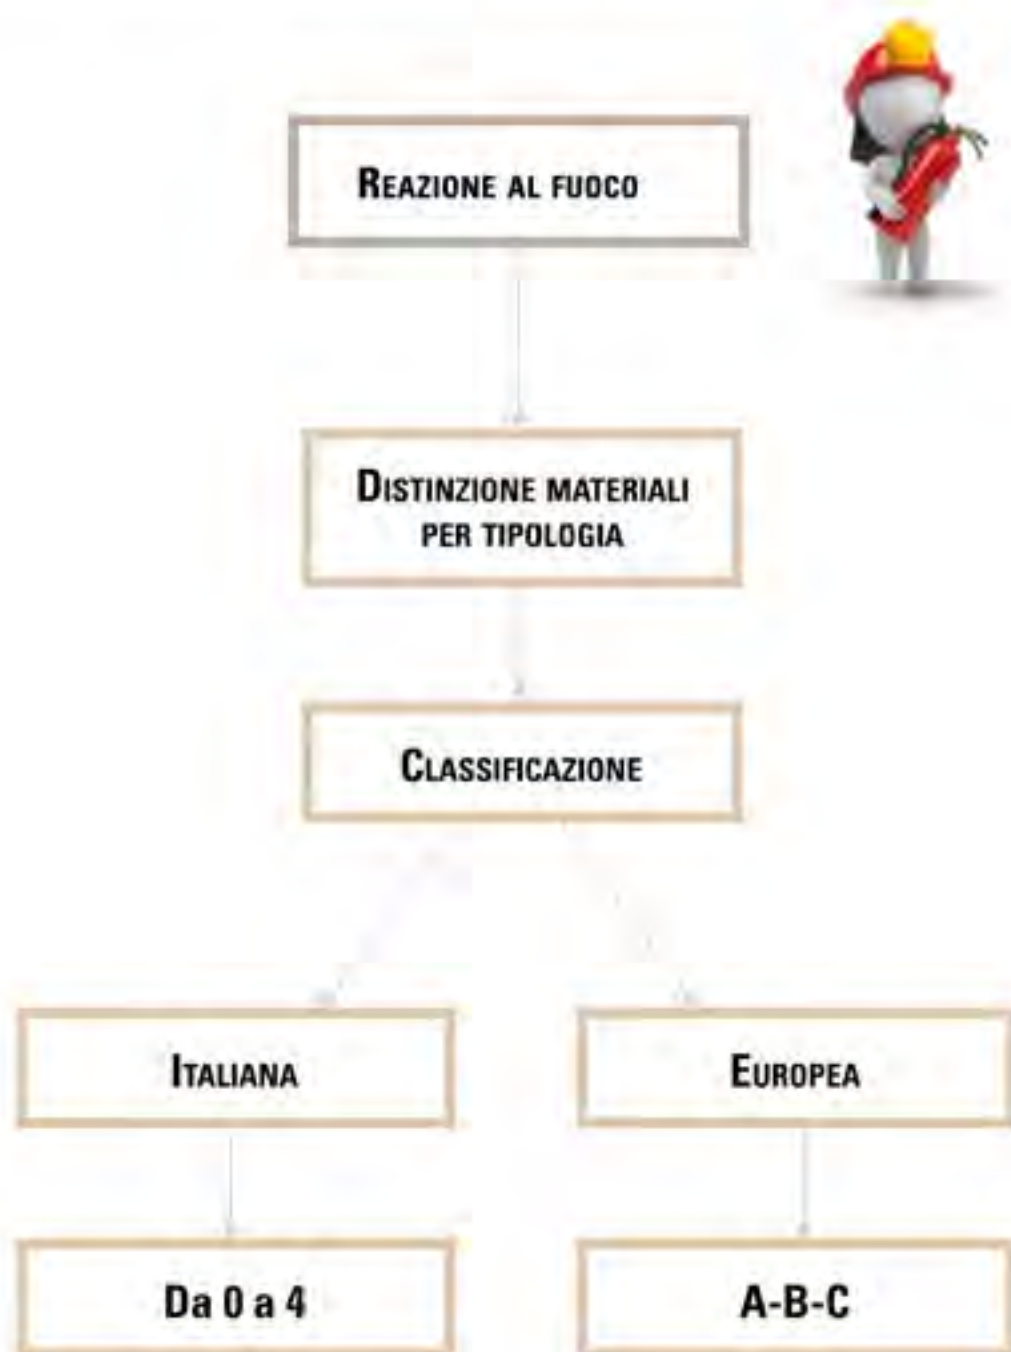 REAZIONE AL FUOCO
DISTINZIONE MATERIALI
PER TIPOLOGIA
CLASSIFICAZIONE
ITALIANA
EUROPEA
Da 0 a 4
A-B-C